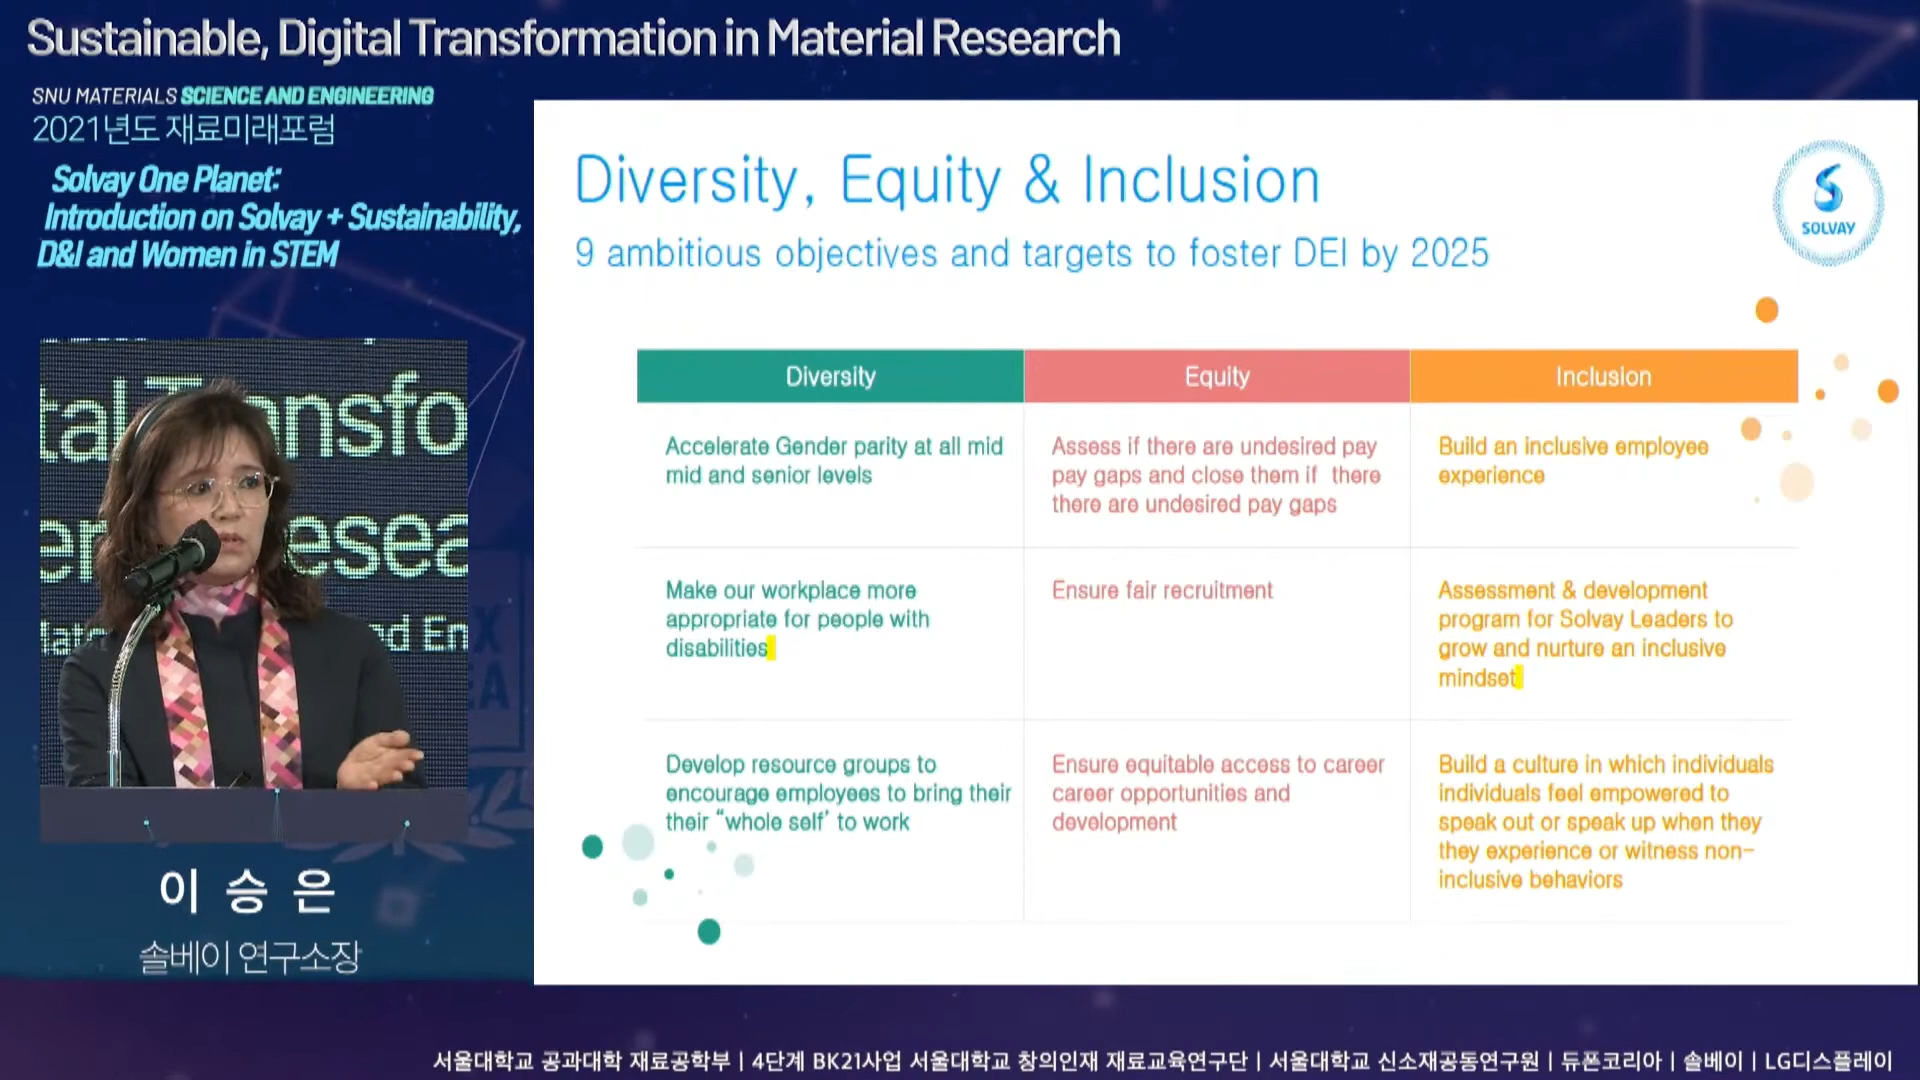 Sustainable, Digital Transformation in Material Research
SNU MATERIALS SCIENCE AND ENGINEERING
2021년도 재료미래포럼
Solvay One Planet:
Introduction on Solvay + Sustainability,
D&I and Women in STEM
tal Transfo
esea
d En
이 승 은
솔베이 연구소장
Diversity, Equity & Inclusion
9 ambitious objectives and targets to foster DEI by 2025
SOLVAY
Diversity
Equity
Inclusion
Accelerate Gender parity at all mid
mid and senior levels
Assess if there are undesired pay
pay gaps and close them if there
there are undesired pay gaps
Build an inclusive employee
experience
Make our workplace more
appropriate for people with
disabilities
Ensure fair recruitment
Assessment & development
program for Solvay Leaders to
grow and nurture an inclusive
mindset
Develop resource groups to
encourage employees to bring their
their “whole self’ to work
Ensure equitable access to career
career opportunities and
development
Build a culture in which individuals
individuals feel empowered to
speak out or speak up when they
they experience or witness non-
inclusive behaviors
서울대학교 공과대학 재료공학부 | 4단계 BK21사업 서울대학교 창의인재 재료교육연구단 | 서울대학교 신소재공동연구원 | 듀폰코리아 | 솔베이 | LG디스플레이